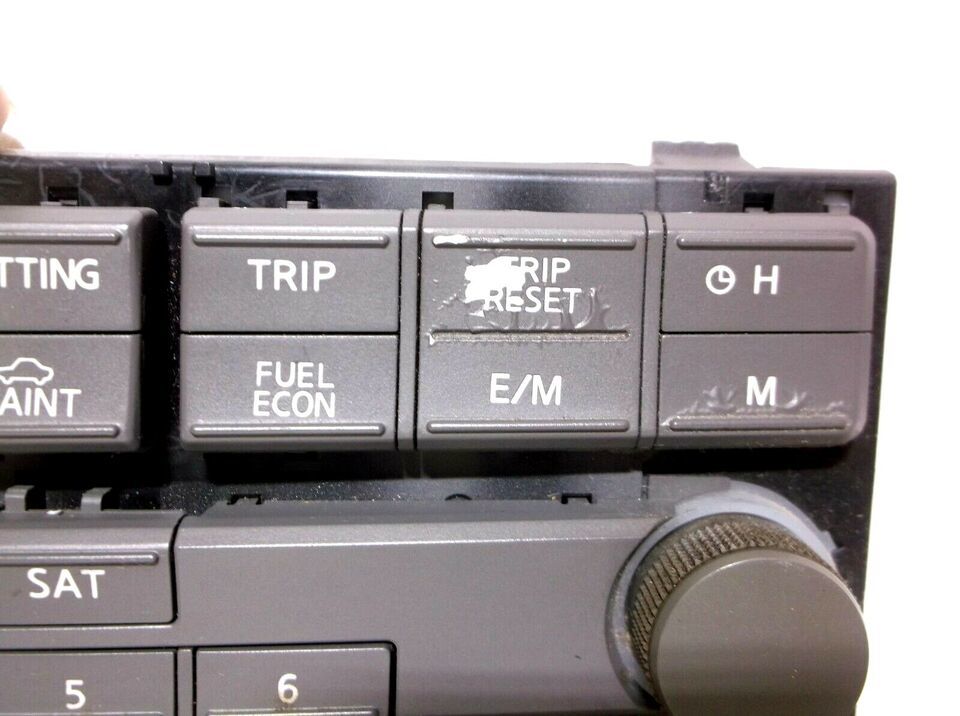 TTING
TRIP
TRIP
RESET
H
AINT
FUEL
ECON
E/M
M
SAT
5
6